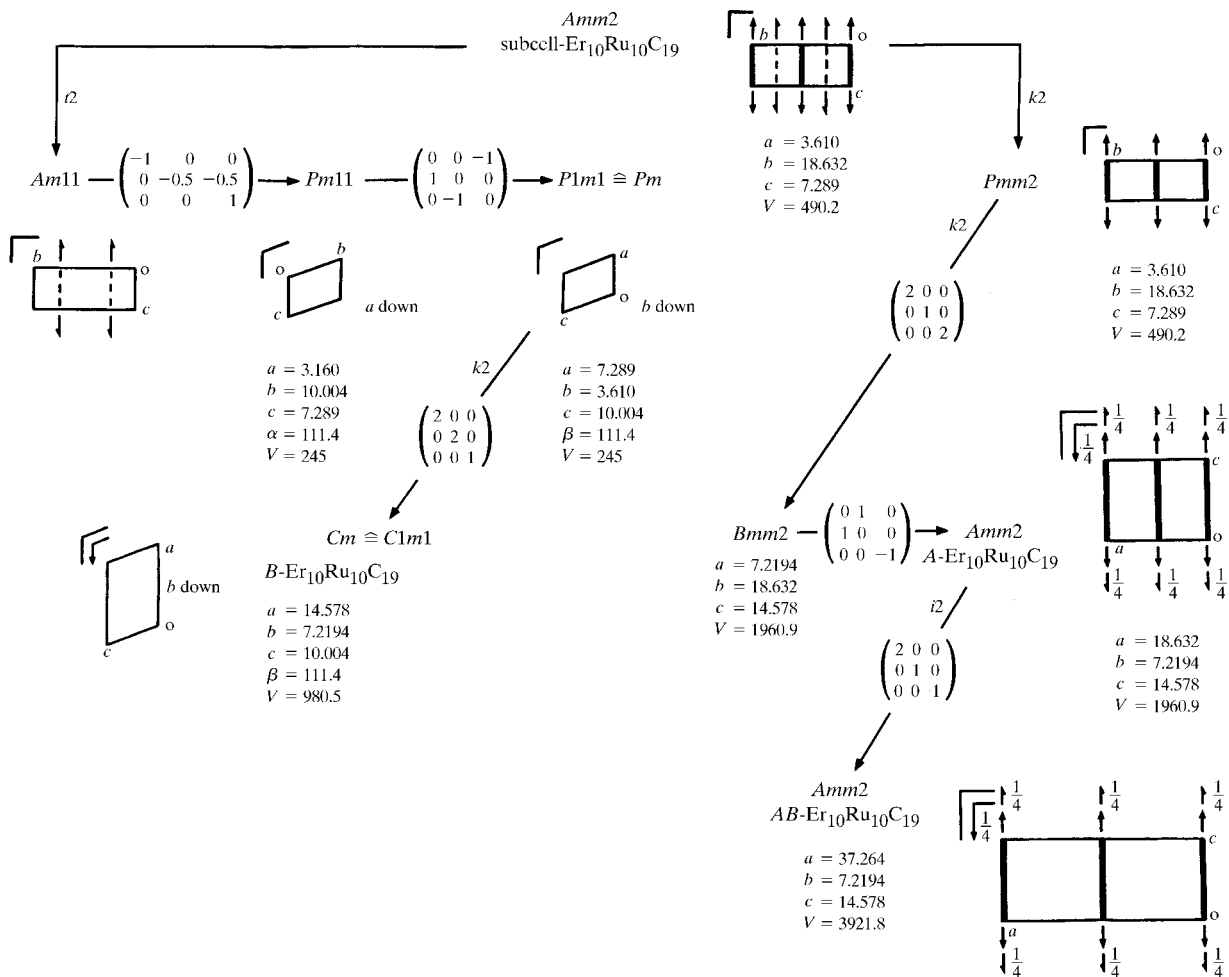 Amm2
subcell-Er10Ru10C19
t2
Am11
(−1 0 0
0 −0.5 −0.5
0 0 1)
Pm11
(0 0 −1
1 0 0
0 −1 0)
P1m1 ≅ Pm
b
o
c
b
o
c
a down
a
o
c
b down
a = 3.160
b = 10.004
c = 7.289
α = 111.4
V = 245
a = 7.289
b = 3.610
c = 10.004
β = 111.4
V = 245
k2
(2 0 0
0 2 0
0 0 1)
Cm ≅ C1m1
B-Er10Ru10C19
a
b down
o
c
a = 14.578
b = 7.2194
c = 10.004
β = 111.4
V = 980.5
b
o
c
a = 3.610
b = 18.632
c = 7.289
V = 490.2
k2
Pmm2
b
o
c
a = 3.610
b = 18.632
c = 7.289
V = 490.2
k2
(2 0 0
0 1 0
0 0 2)
Bmm2
a = 7.2194
b = 18.632
c = 14.578
V = 1960.9
(0 1 0
1 0 0
0 0 −1)
Amm2
A-Er10Ru10C19
1/4 1/4 1/4
1/4
c
o
a
1/4 1/4 1/4
a = 18.632
b = 7.2194
c = 14.578
V = 1960.9
i2
(2 0 0
0 1 0
0 0 1)
Amm2
AB-Er10Ru10C19
a = 37.264
b = 7.2194
c = 14.578
V = 3921.8
1/4 1/4 1/4
1/4
c
o
a
1/4 1/4 1/4